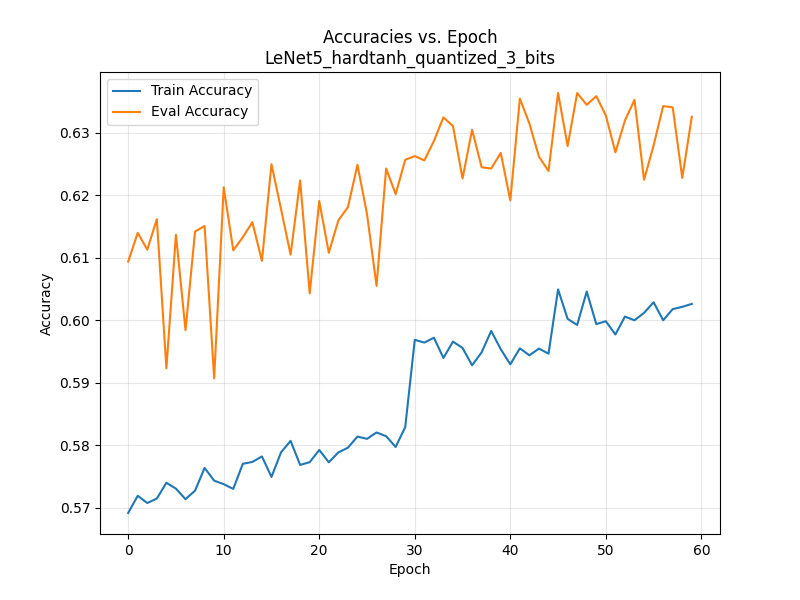 Accuracies vs. Epoch
LeNet5_hardtanh_quantized_3_bits
Train Accuracy
Eval Accuracy
0.63
0.62
0.61
0.60
0.59
0.58
0.57
Accuracy
0 10 20 30 40 50 60
Epoch